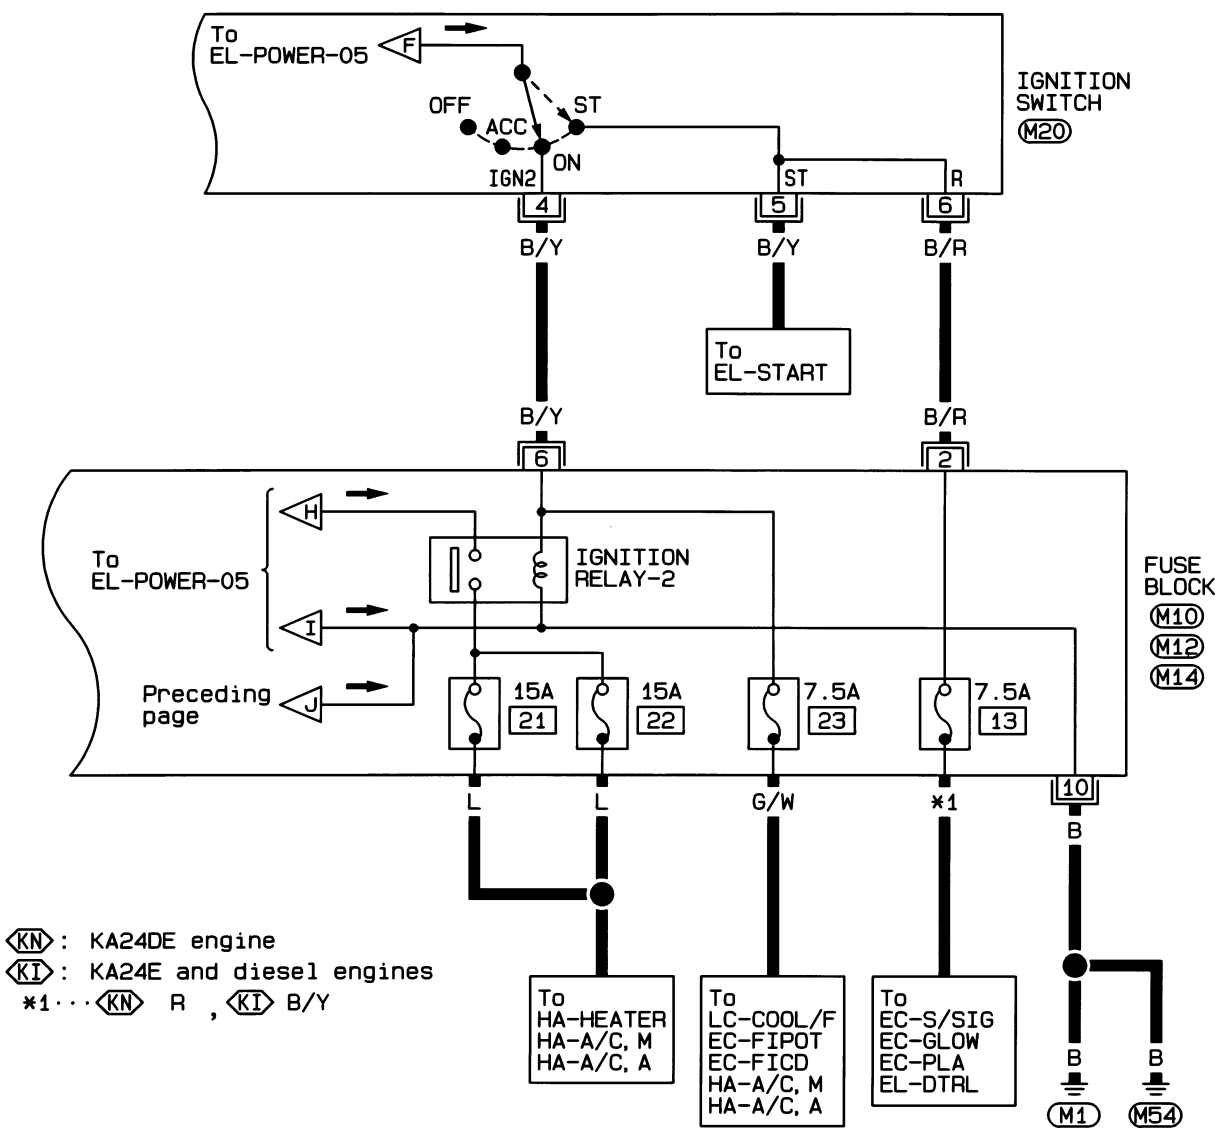 To
EL-POWER-05
F
OFF
ACC
ST
ON
IGN2
ST
R
IGNITION
SWITCH
M20
4
5
6
B/Y
B/Y
B/R
To
EL-START
B/Y
B/R
6
2
To
EL-POWER-05
H
I
IGNITION
RELAY-2
Preceding
page
J
15A
21
15A
22
7.5A
23
7.5A
13
FUSE
BLOCK
M10
M12
M14
10
L
L
G/W
*1
B
KN : KA24DE engine
KI : KA24E and diesel engines
*1··· KN R , KI B/Y
To
HA-HEATER
HA-A/C, M
HA-A/C, A
To
LC-COOL/F
EC-FIPOT
EC-FICD
HA-A/C, M
HA-A/C, A
To
EC-S/SIG
EC-GLOW
EC-PLA
EL-DTRL
B
B
M1
M54